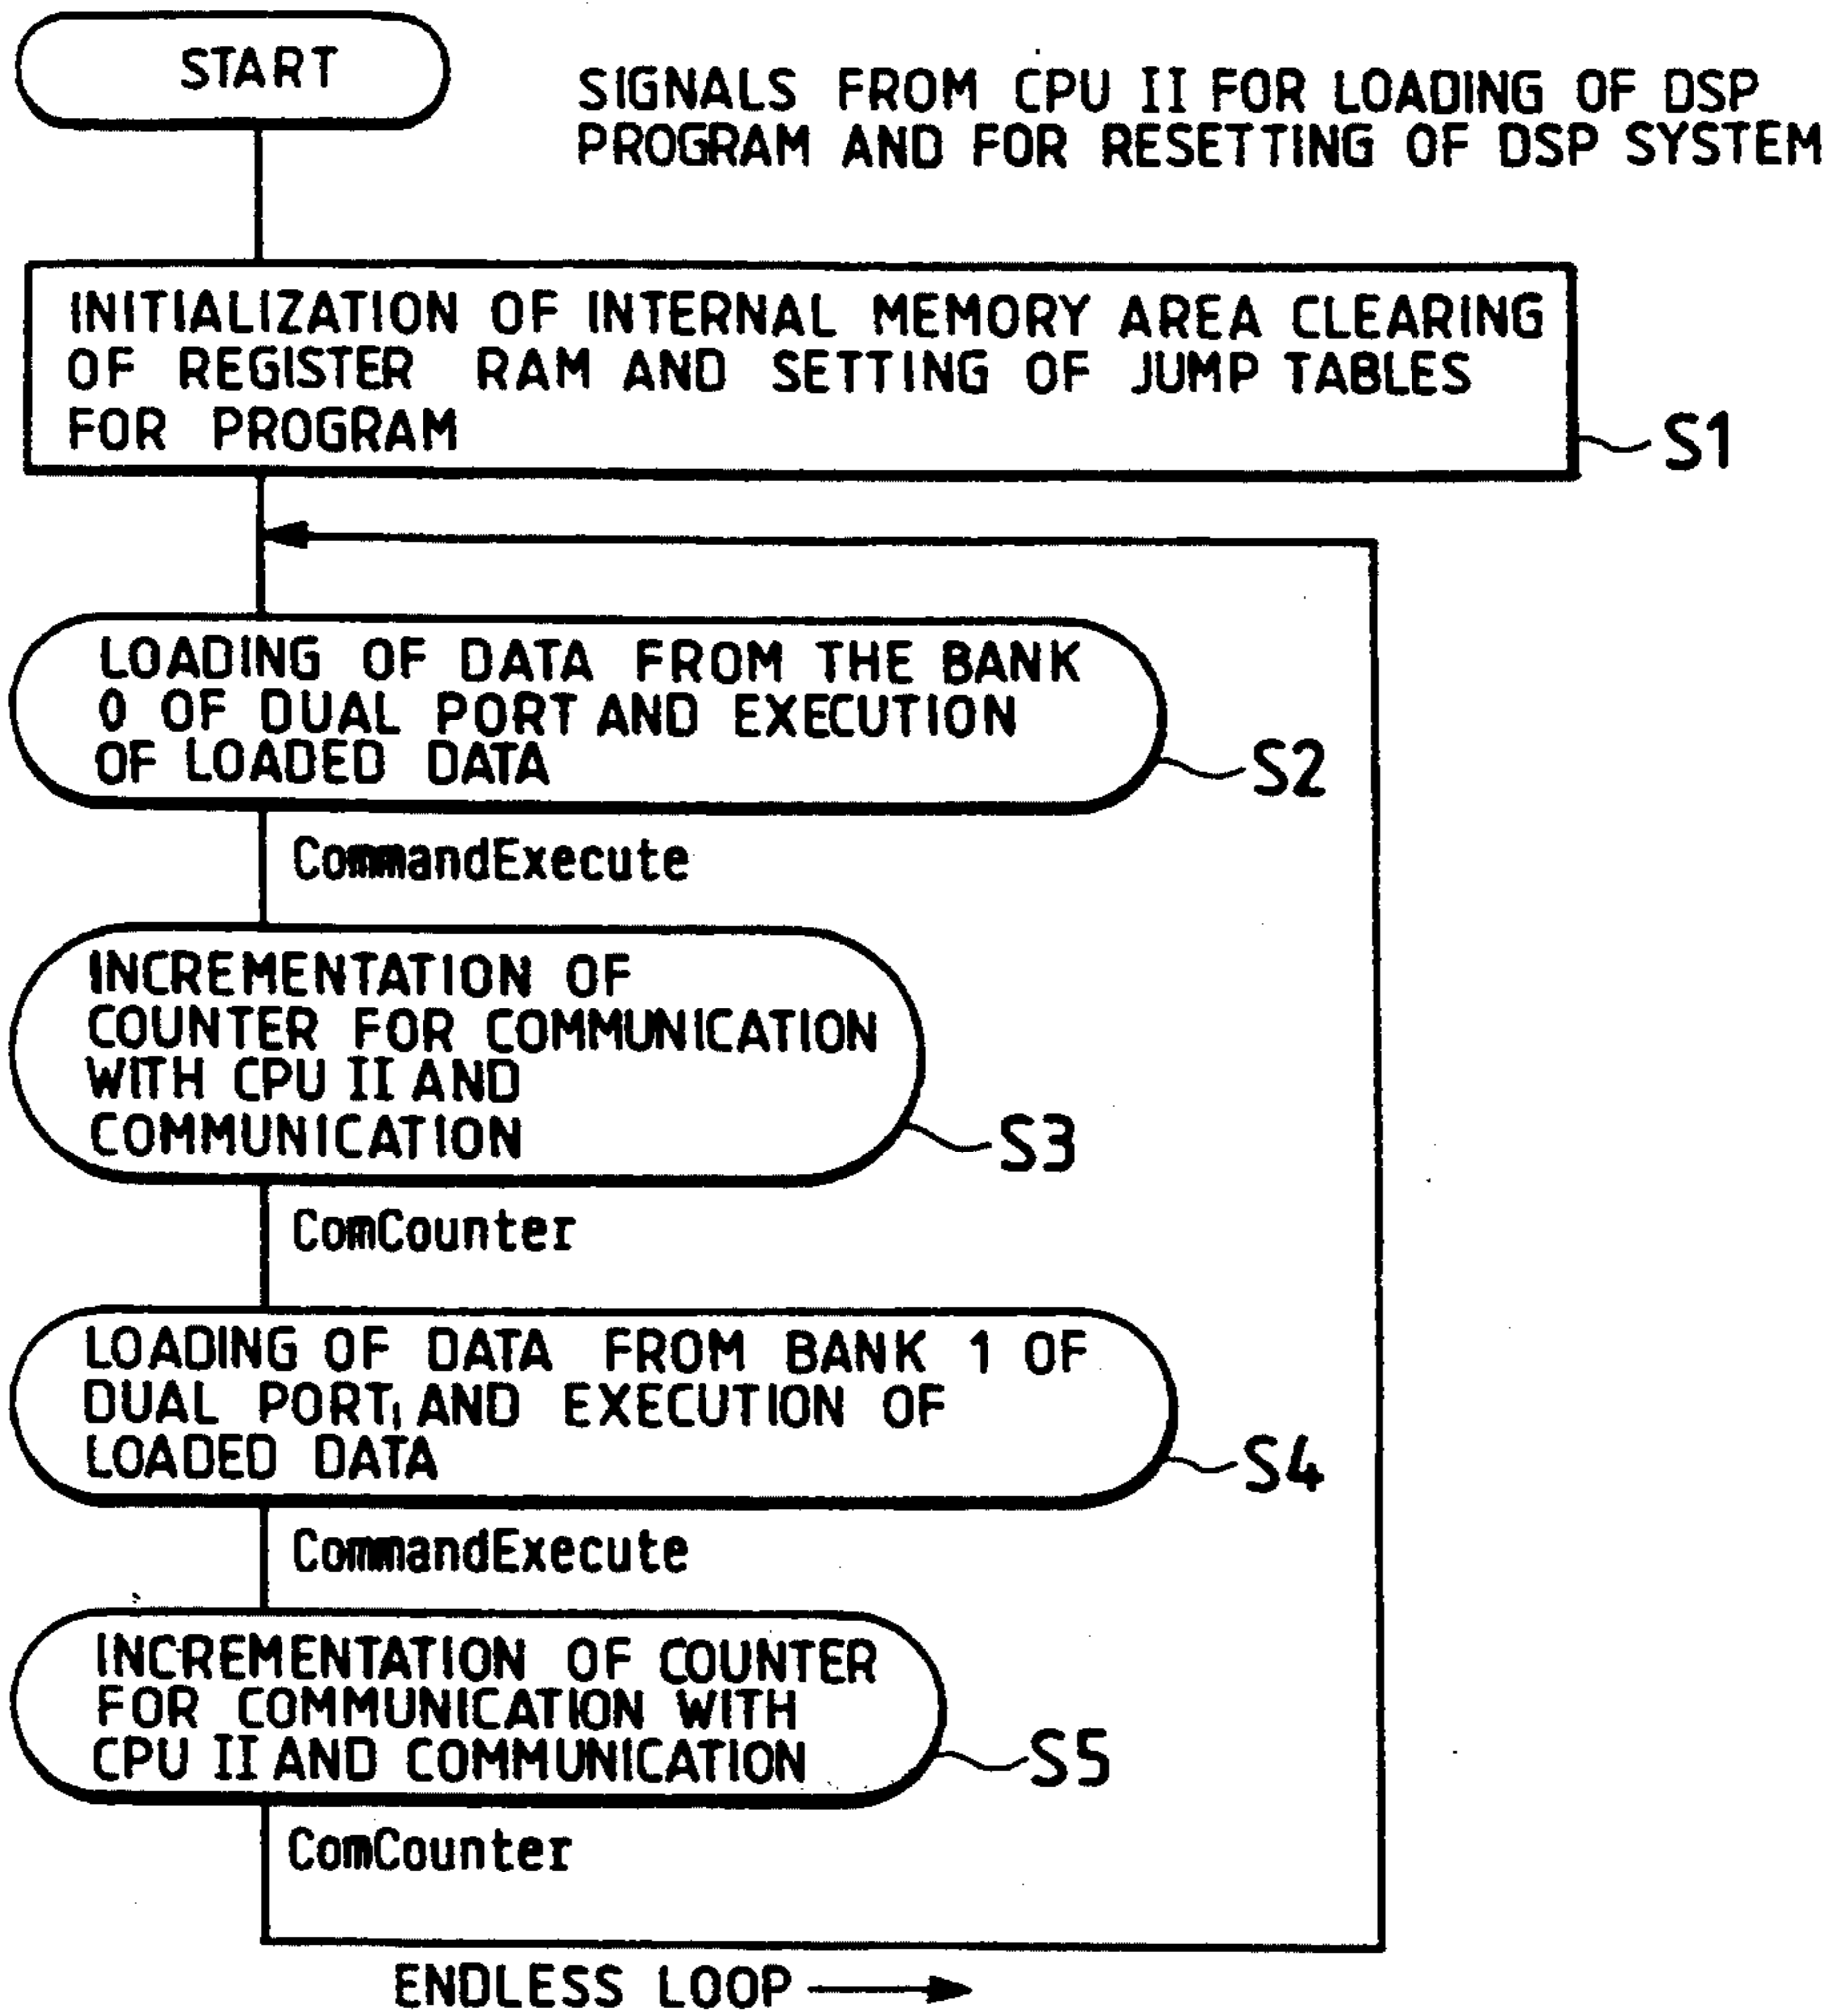 START
SIGNALS FROM CPU II FOR LOADING OF DSP
PROGRAM AND FOR RESETTING OF DSP SYSTEM
INITIALIZATION OF INTERNAL MEMORY AREA CLEARING
OF REGISTER RAM AND SETTING OF JUMP TABLES
FOR PROGRAM
S1
LOADING OF DATA FROM THE BANK
0 OF DUAL PORT AND EXECUTION
OF LOADED DATA
S2
CommandExecute
INCREMENTATION OF
COUNTER FOR COMMUNICATION
WITH CPU II AND
COMMUNICATION
S3
ComCounter
LOADING OF DATA FROM BANK 1 OF
DUAL PORT, AND EXECUTION OF
LOADED DATA
S4
CommandExecute
INCREMENTATION OF COUNTER
FOR COMMUNICATION WITH
CPU II AND COMMUNICATION
S5
ComCounter
ENDLESS LOOP